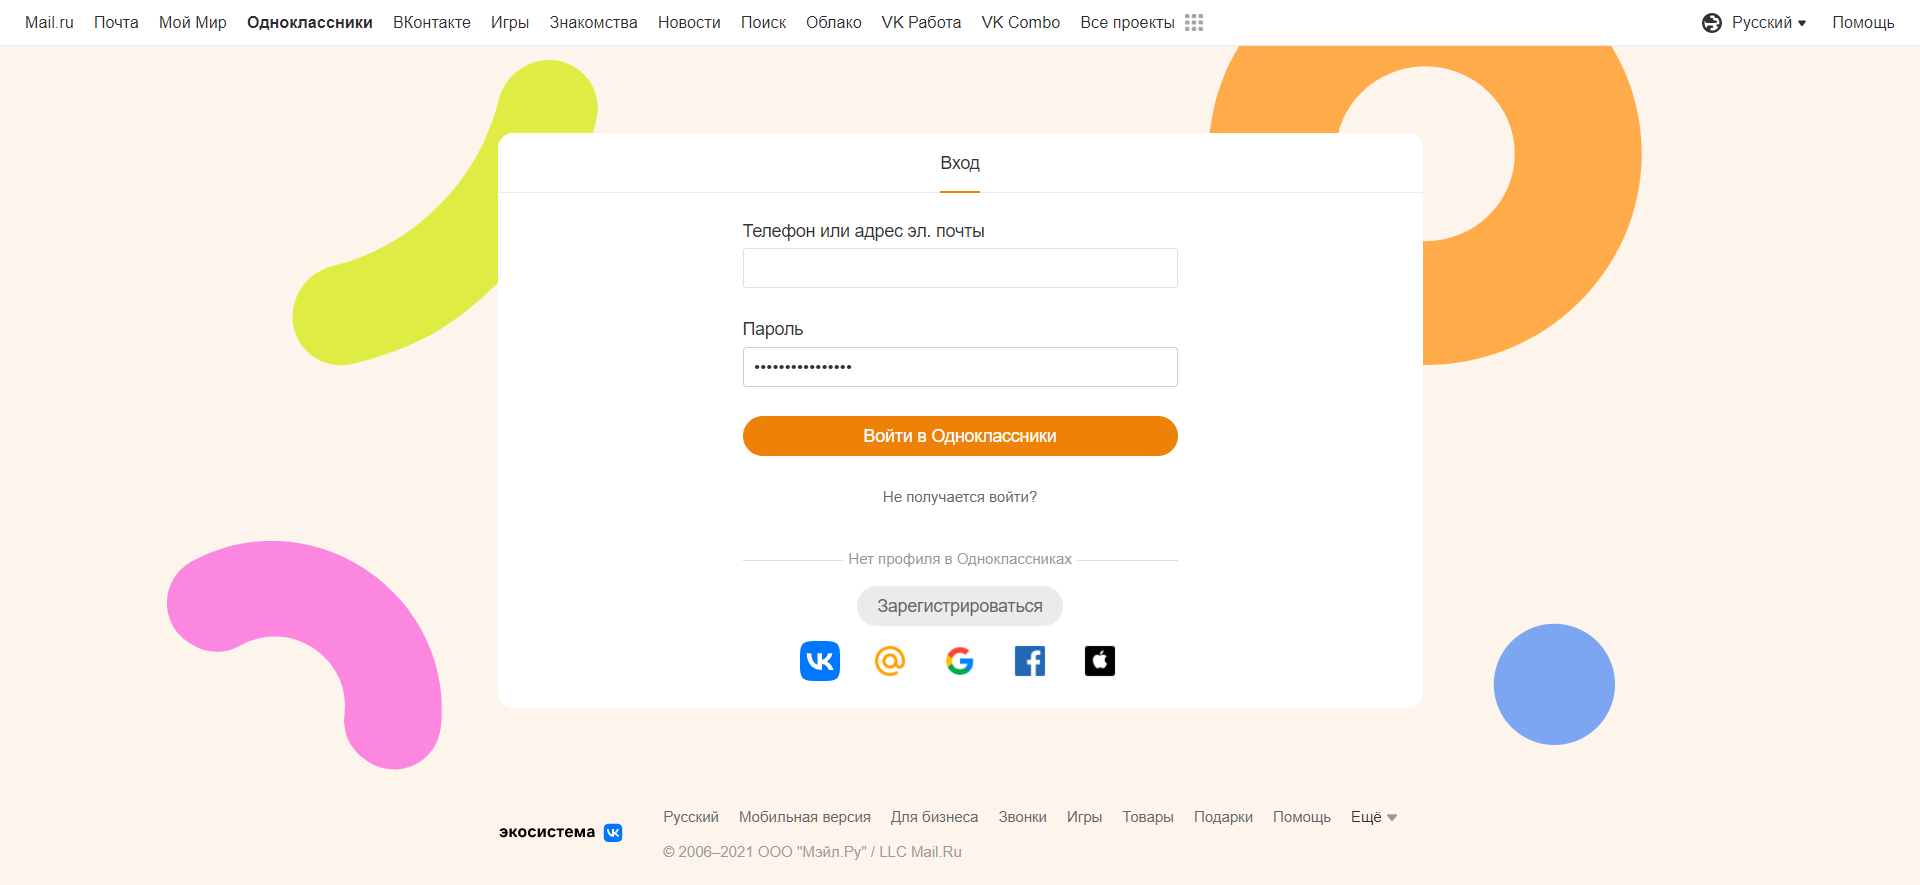 Mail.ru Почта Мой Мир Одноклассники ВКонтакте Игры Знакомства Новости Поиск Облако VK Работа VK Combo Все проекты Русский Помощь
Вход
Телефон или адрес эл. почты
Пароль
••••••••••••••••
Войти в Одноклассники
Не получается войти?
Нет профиля в Одноклассниках
Зарегистрироваться
экосистема
Русский Мобильная версия Для бизнеса Звонки Игры Товары Подарки Помощь Ещё
© 2006–2021 ООО "Мэйл.Ру" / LLC Mail.Ru